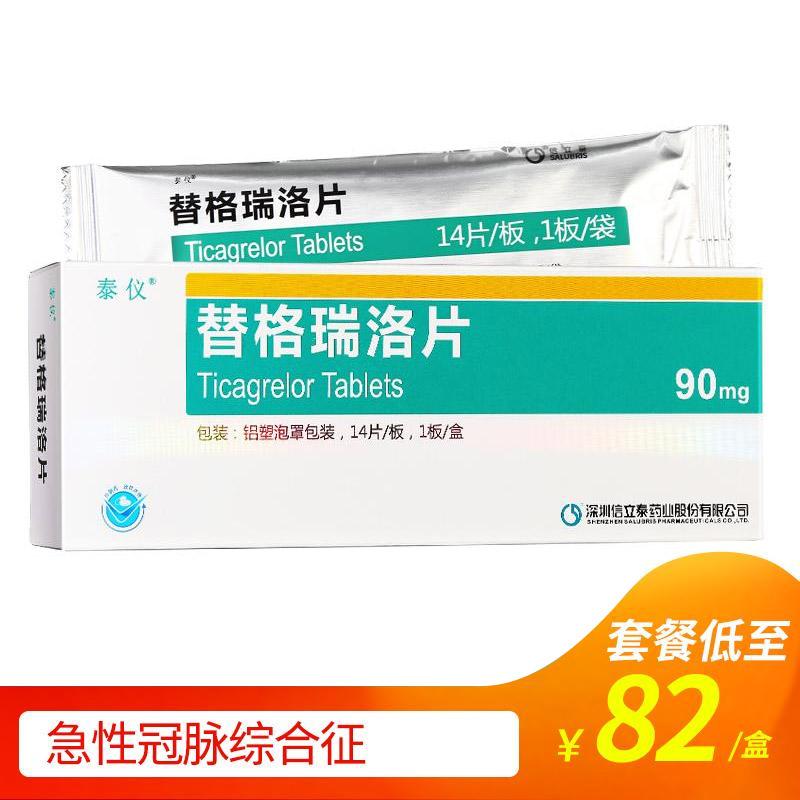 信立泰
SALUBRIS
泰仪®
替格瑞洛片
Ticagrelor Tablets
14片/板,1板/袋
泰仪®
替格瑞洛片
Ticagrelor Tablets
90mg
包装:铝塑泡罩包装,14片/板,1板/盒
替格瑞洛片
深圳信立泰药业股份有限公司
SHENZHEN SALUBRIS PHARMACEUTICALS CO.,LTD.
套餐低至
¥82/盒
急性冠脉综合征